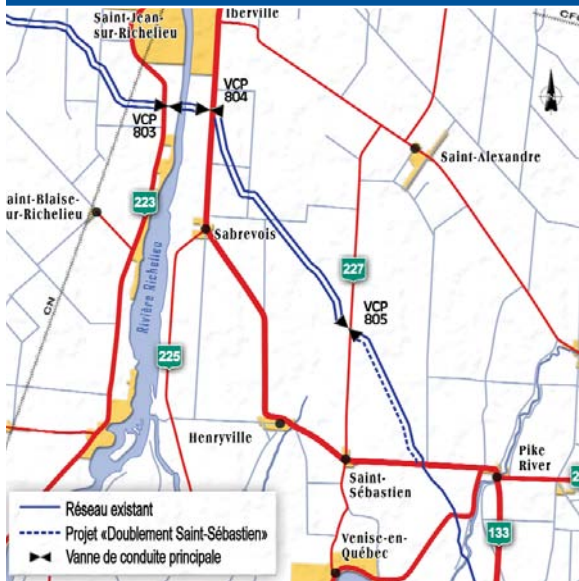 Saint-Jean-
sur-Richelieu
Iberville
VCP
803
VCP
804
Saint-Alexandre
aint-Blaise-
ur-Richelieu
223
Sabrevois
Rivière Richelieu
CN
227
VCP
805
225
Henryville
Saint-
Sébastien
Pike
River
133
Venise-en-
Québec
Réseau existant
Projet «Doublement Saint-Sébastien»
Vanne de conduite principale